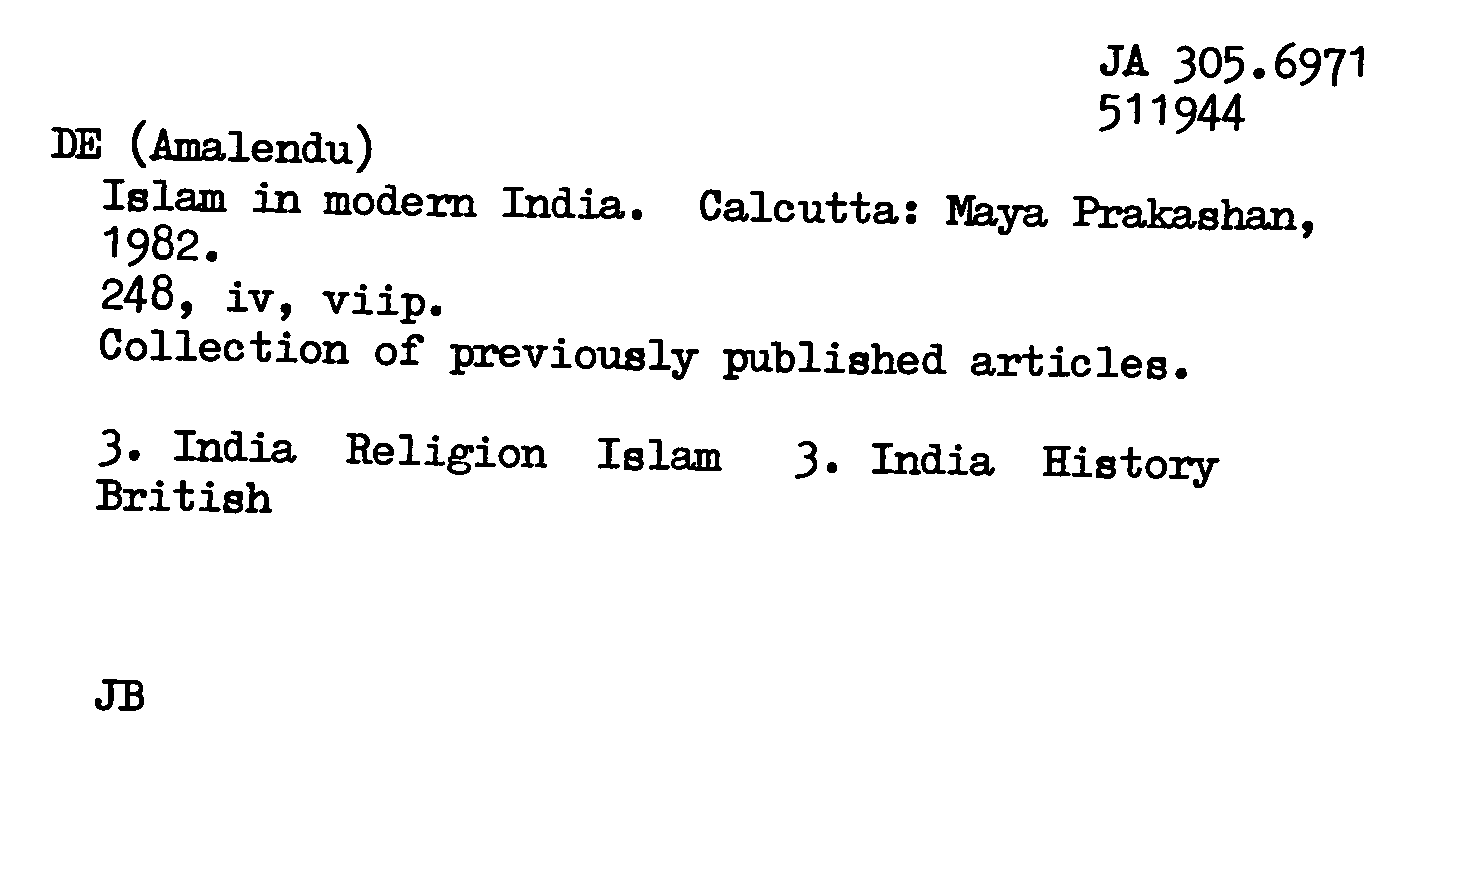 JA 305.6971
511944
DE (Amalendu)
Islam in modern India. Calcutta: Maya Prakashan,
1982.
248, iv, viip.
Collection of previously published articles.
3. India Religion Islam 3. India History
British
JB